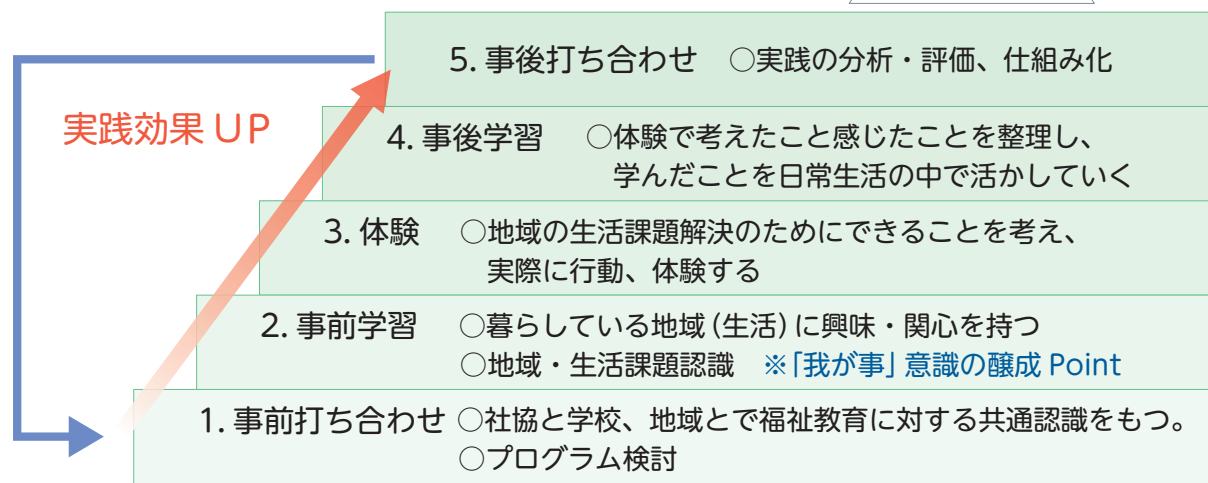 5. 事後打ち合わせ ○実践の分析・評価、仕組み化
実践効果 UP
4. 事後学習 ○体験で考えたこと感じたことを整理し、
学んだことを日常生活の中で活かしていく
3. 体験 ○地域の生活課題解決のためにできることを考え、
実際に行動、体験する
2. 事前学習 ○暮らしている地域(生活)に興味・関心を持つ
○地域・生活課題認識 ※「我が事」意識の醸成 Point
1. 事前打ち合わせ ○社協と学校、地域とで福祉教育に対する共通認識をもつ。
○プログラム検討